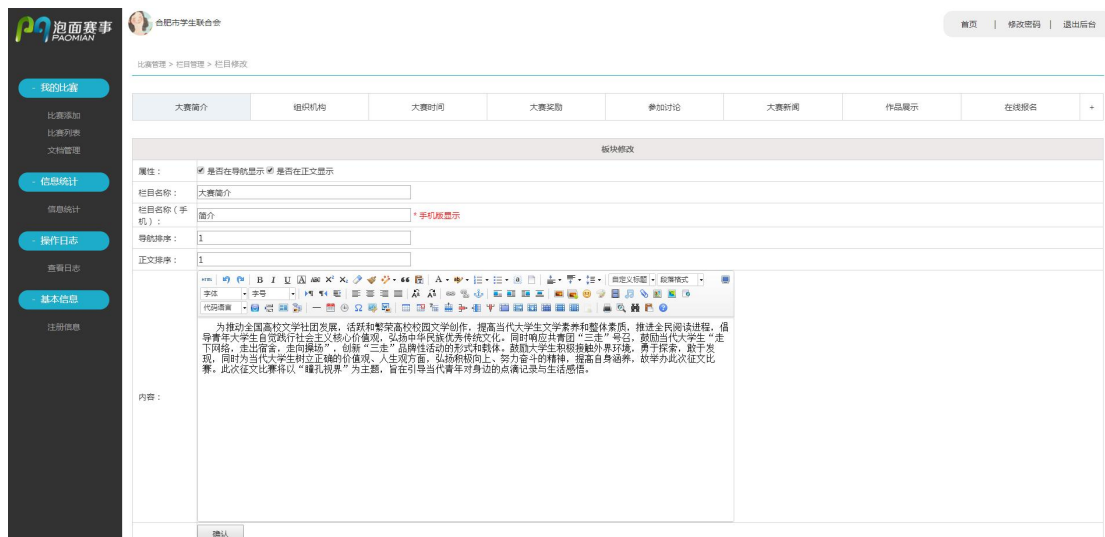 泡面赛事
PAOMIAN
合肥市学生联合会
首页 | 修改密码 | 退出后台
比赛管理 > 栏目管理 > 栏目修改
- 我的比赛
比赛添加
比赛列表
文档管理
- 信息统计
信息统计
- 操作日志
查看日志
- 基本信息
注册信息
大赛简介 组织机构 大赛时间 大赛奖励 参加讨论 大赛新闻 作品展示 在线报名 +
板块修改
属性： 是否在导航显示 是否在正文显示
栏目名称： 大赛简介
栏目名称（手
机）： 简介 * 手机版显示
导航排序： 1
正文排序： 1
HTML B I U A ABC X² X₂ A 自定义标题 段落格式
字体 字号
代码语言
内容：
为推动全国高校文学社团发展，活跃和繁荣高校校园文学创作，提高当代大学生文学素养和整体素质，推进全民阅读进程，倡
导青年大学生自觉践行社会主义核心价值观，弘扬中华民族优秀传统文化。同时响应共青团“三走”号召，鼓励当代大学生“走
下网络，走出宿舍，走向操场”，创新“三走”品牌性活动的形式和载体。鼓励大学生积极接触外界环境，勇于探索，敢于发
现，同时为当代大学生树立正确的价值观、人生观方面，弘扬积极向上、努力奋斗的精神，提高自身涵养，故举办此次征文比
赛。此次征文比赛将以“瞳孔视界”为主题，旨在引导当代青年对身边的点滴记录与生活感悟。
确认